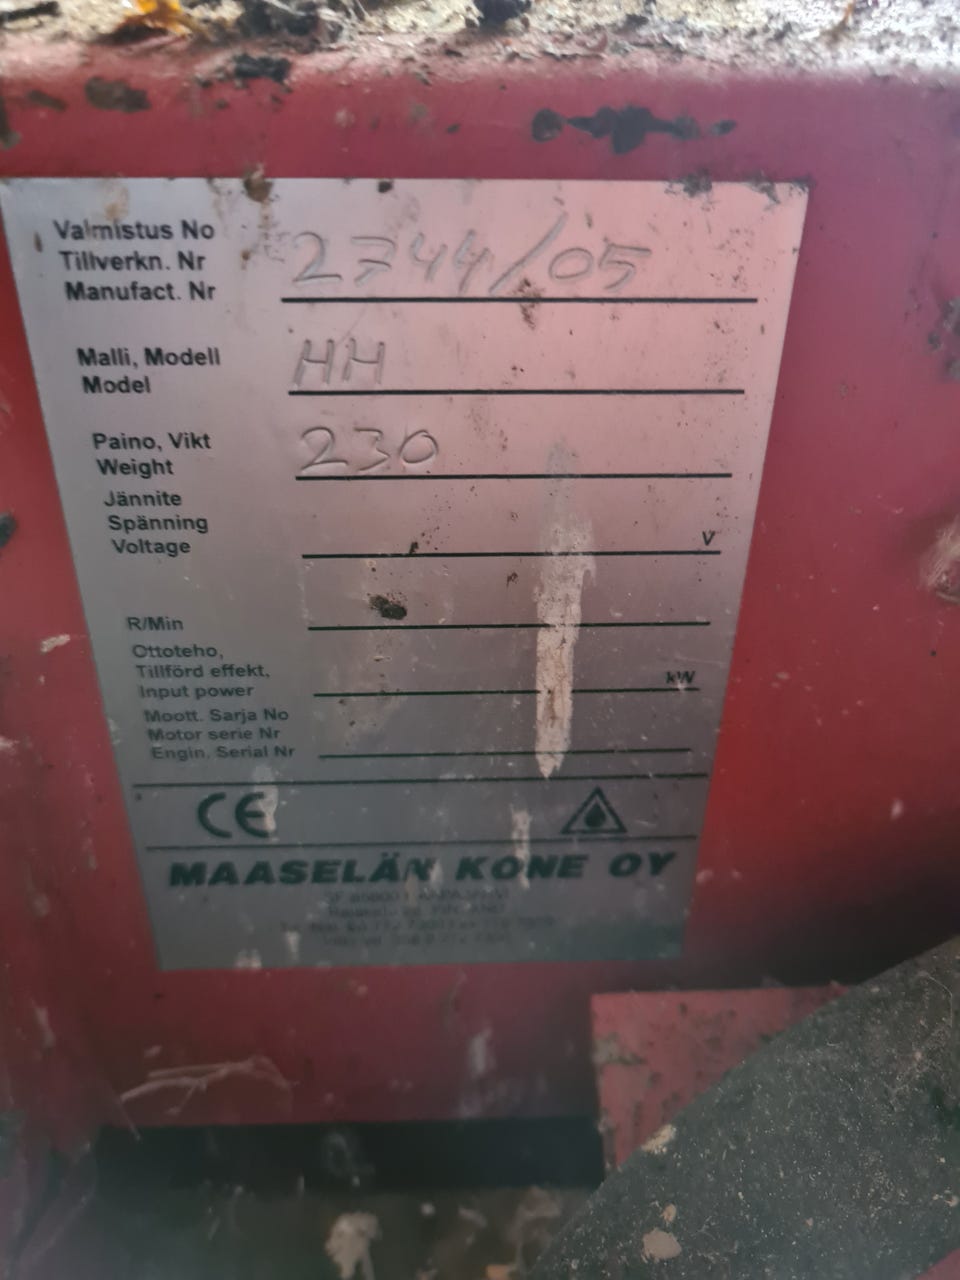 Valmistus No
Tillverkn. Nr
Manufact. Nr
2744/05
Malli, Modell
Model
HH
Paino, Vikt
Weight
230
Jännite
Spänning
Voltage
V
R/Min
Ottoteho,
Tillförd effekt,
Input power
kW
Moott. Sarja No
Motor serie Nr
Engin. Serial Nr
CE
MAASELÄN KONE OY